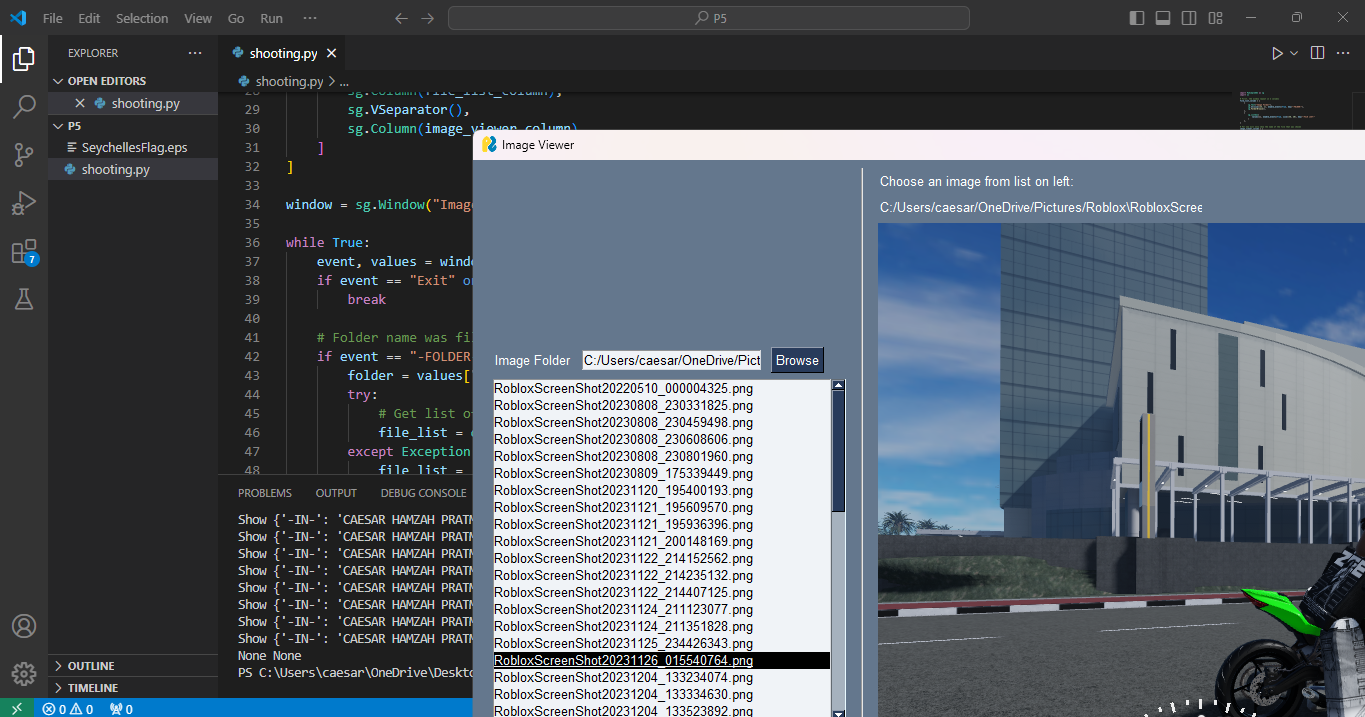 File Edit Selection View Go Run ···
P5
EXPLORER ···
OPEN EDITORS
shooting.py
P5
SeychellesFlag.eps
shooting.py
OUTLINE
TIMELINE
7
shooting.py
shooting.py > ...
28 sg.Column(file_list_column),
29 sg.VSeparator(),
30 sg.Column(image_viewer_column)
31 ]
32 ]
33
34 window = sg.Window("Imag
35
36 while True:
37 event, values = wind
38 if event == "Exit" o
39 break
40
41 # Folder name was fil
42 if event == "-FOLDER
43 folder = values["
44 try:
45 # Get list o
46 file_list =
47 except Exception
48 file_list =
PROBLEMS OUTPUT DEBUG CONSOLE
Show {'-IN-': 'CAESAR HAMZAH PRATM
Show {'-IN-': 'CAESAR HAMZAH PRATM
Show {'-IN-': 'CAESAR HAMZAH PRATM
Show {'-IN-': 'CAESAR HAMZAH PRATM
Show {'-IN-': 'CAESAR HAMZAH PRATM
Show {'-IN-': 'CAESAR HAMZAH PRATM
Show {'-IN-': 'CAESAR HAMZAH PRATM
Show {'-IN-': 'CAESAR HAMZAH PRATM
None None
PS C:\Users\caesar\OneDrive\Deskto
0 0 0
Image Viewer
Image Folder C:/Users/caesar/OneDrive/Pict Browse
RobloxScreenShot20220510_000004325.png
RobloxScreenShot20230808_230331825.png
RobloxScreenShot20230808_230459498.png
RobloxScreenShot20230808_230608606.png
RobloxScreenShot20230808_230801960.png
RobloxScreenShot20230809_175339449.png
RobloxScreenShot20231120_195400193.png
RobloxScreenShot20231121_195609570.png
RobloxScreenShot20231121_195936396.png
RobloxScreenShot20231121_200148169.png
RobloxScreenShot20231122_214152562.png
RobloxScreenShot20231122_214235132.png
RobloxScreenShot20231122_214407125.png
RobloxScreenShot20231124_211123077.png
RobloxScreenShot20231124_211351828.png
RobloxScreenShot20231125_234426343.png
RobloxScreenShot20231126_015540764.png
RobloxScreenShot20231204_133234074.png
RobloxScreenShot20231204_133334630.png
RobloxScreenShot20231204_133523892.png
Choose an image from list on left:
C:/Users/caesar/OneDrive/Pictures/Roblox\RobloxScree